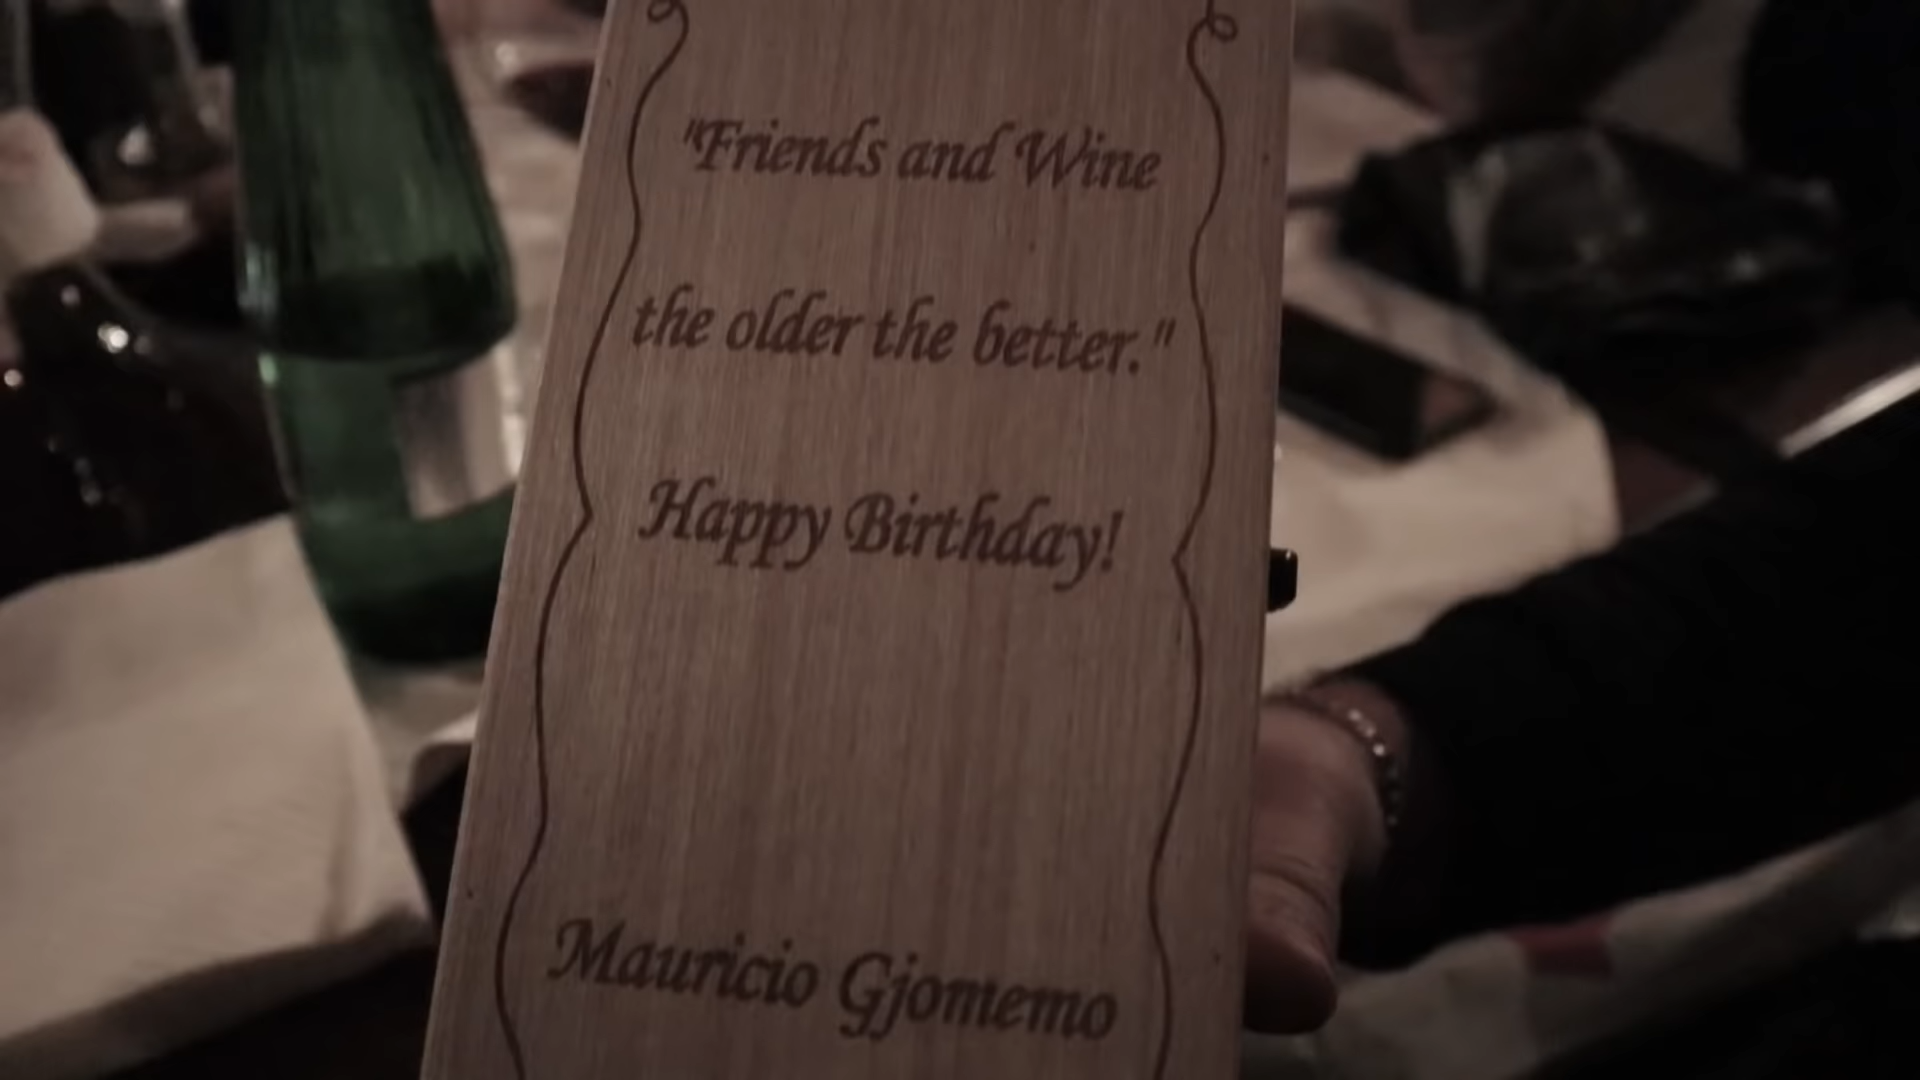 "Friends and Wine
the older the better."
Happy Birthday!
Mauricio Gjomemo